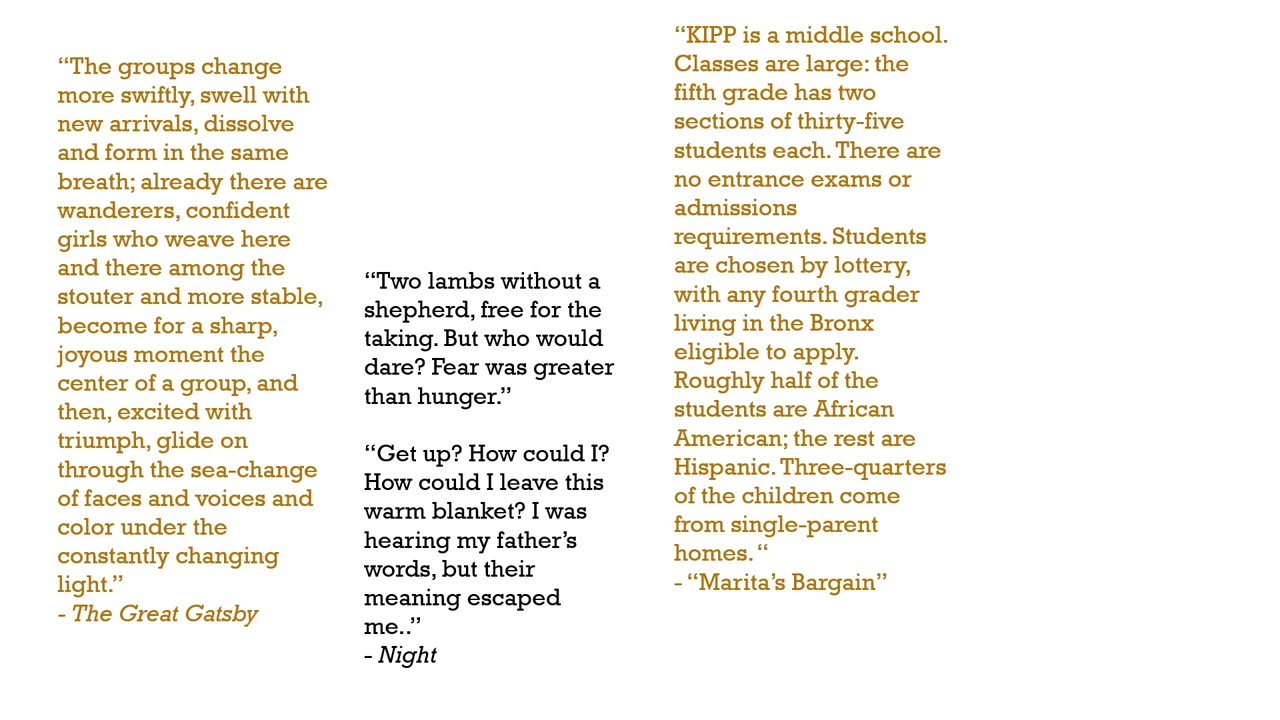 “The groups change
more swiftly, swell with
new arrivals, dissolve
and form in the same
breath; already there are
wanderers, confident
girls who weave here
and there among the
stouter and more stable,
become for a sharp,
joyous moment the
center of a group, and
then, excited with
triumph, glide on
through the sea-change
of faces and voices and
color under the
constantly changing
light.”
- The Great Gatsby
“Two lambs without a
shepherd, free for the
taking. But who would
dare? Fear was greater
than hunger.”
“Get up? How could I?
How could I leave this
warm blanket? I was
hearing my father’s
words, but their
meaning escaped
me..”
- Night
“KIPP is a middle school.
Classes are large: the
fifth grade has two
sections of thirty-five
students each. There are
no entrance exams or
admissions
requirements. Students
are chosen by lottery,
with any fourth grader
living in the Bronx
eligible to apply.
Roughly half of the
students are African
American; the rest are
Hispanic. Three-quarters
of the children come
from single-parent
homes. “
- “Marita’s Bargain”